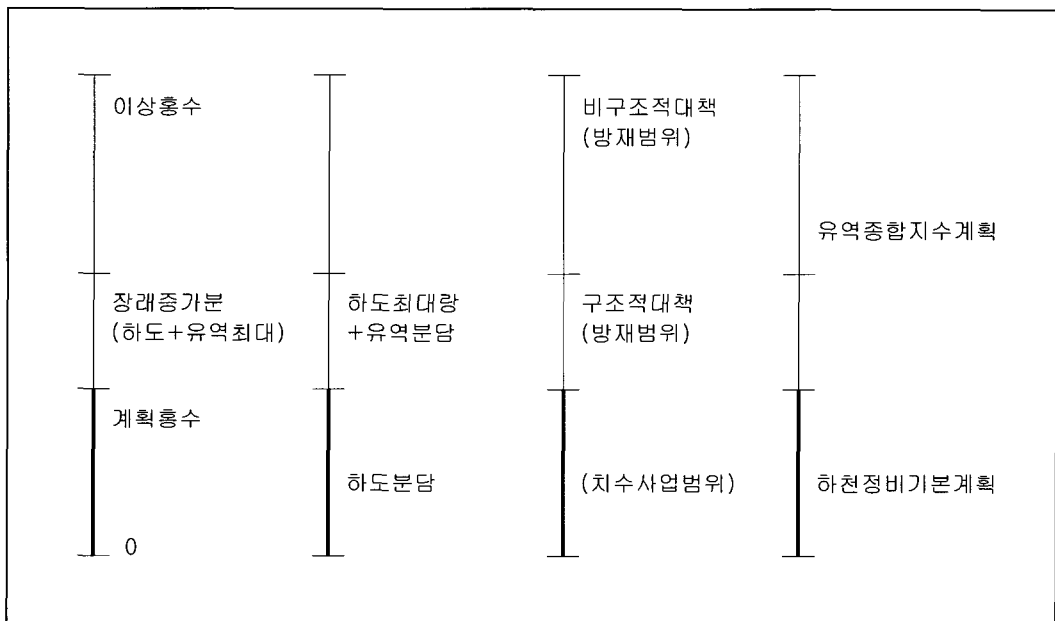 이상홍수
비구조적대책
(방재범위)
유역종합치수계획
장래증가분
(하도+유역최대)
하도최대량
+유역분담
구조적대책
(방재범위)
계획홍수
하도분담
(치수사업범위)
하천정비기본계획
0